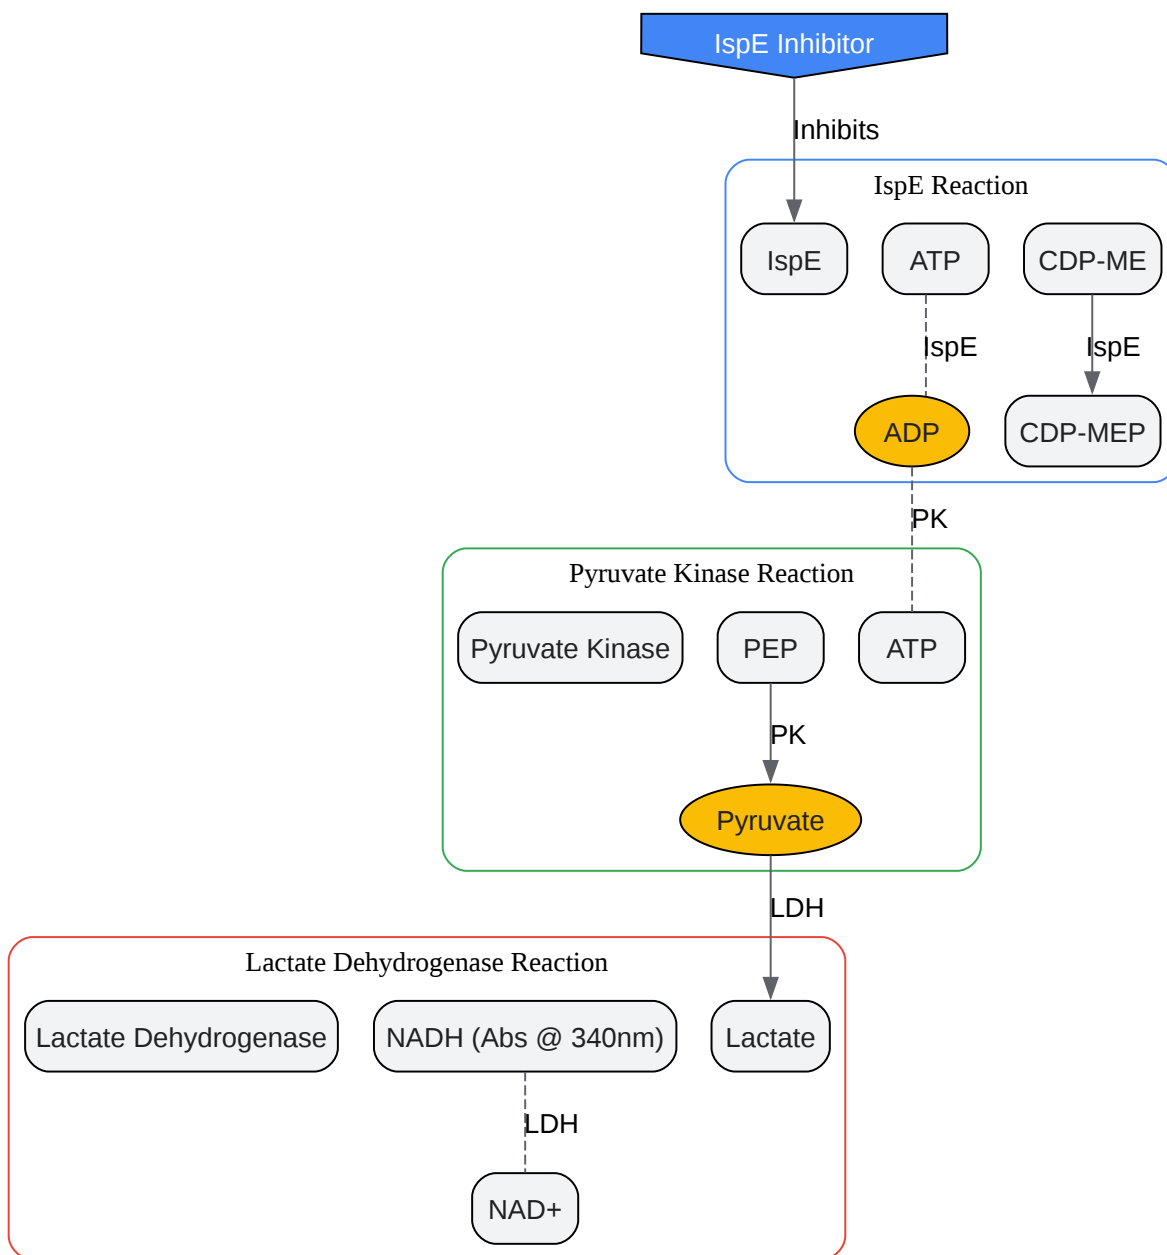 IspE Inhibitor
Inhibits
IspE Reaction
IspE
ATP
CDP-ME
IspE
IspE
ADP
CDP-MEP
PK
Pyruvate Kinase Reaction
Pyruvate Kinase
PEP
ATP
PK
Pyruvate
LDH
Lactate Dehydrogenase Reaction
Lactate Dehydrogenase
NADH (Abs @ 340nm)
Lactate
LDH
NAD+